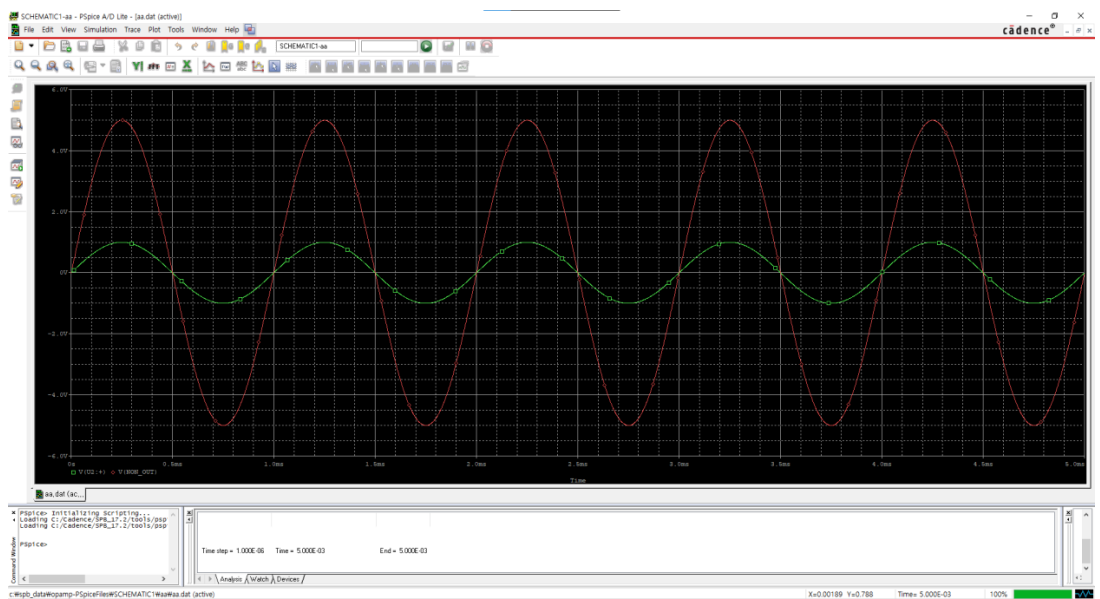 SCHEMATIC1-aa - PSpice A/D Lite - [aa.dat (active)]
File Edit View Simulation Trace Plot Tools Window Help
cādence®
SCHEMATIC1-aa
6.0V
4.0V
2.0V
0V
-2.0V
-4.0V
-6.0V
0s 0.5ms 1.0ms 1.5ms 2.0ms 2.5ms 3.0ms 3.5ms 4.0ms 4.5ms 5.0ms
V(U2:+) V(NON_OUT)
Time
aa.dat (ac...
PSpice> Initializing Scripting...
Loading C:/Cadence/SPB_17.2/tools/psp
Loading C:/Cadence/SPB_17.2/tools/psp
PSpice>
Command Window
Time step = 1.000E-06 Time = 5.000E-03 End = 5.000E-03
Analysis Watch Devices
c:₩spb_data₩opamp-PSpiceFiles₩SCHEMATIC1₩aa₩aa.dat (active) X=0.00189 Y=0.788 Time= 5.000E-03 100%